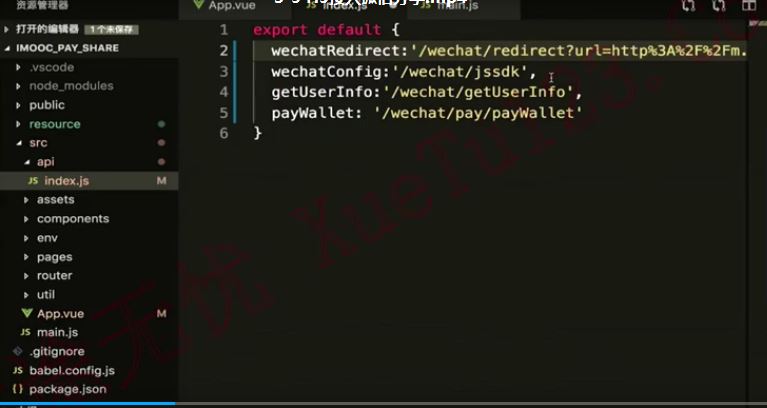 资源管理器
App.vue
index.js
main.js
打开的编辑器 1 个未保存
IMOOC_PAY_SHARE
.vscode
node_modules
public
resource
src
api
JS index.js M
assets
components
env
pages
router
util
App.vue M
JS main.js
.gitignore
JS babel.config.js
{ } package.json
1 export default {
2 wechatRedirect:'/wechat/redirect?url=http%3A%2F%2Fm.
3 wechatConfig:'/wechat/jssdk',
4 getUserInfo:'/wechat/getUserInfo',
5 payWallet: '/wechat/pay/payWallet'
6 }
无忧 XueTu123.